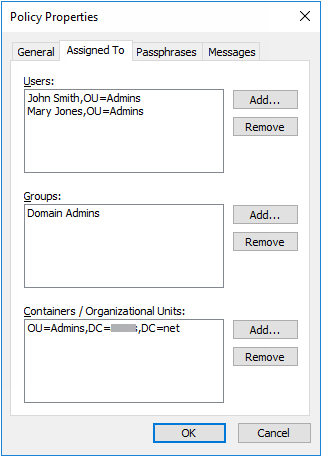 Policy Properties
General
Assigned To
Passphrases
Messages
Users:
John Smith,OU=Admins
Mary Jones,OU=Admins
Add...
Remove
Groups:
Domain Admins
Add...
Remove
Containers / Organizational Units:
OU=Admins,DC= ,DC=net
Add...
Remove
OK
Cancel